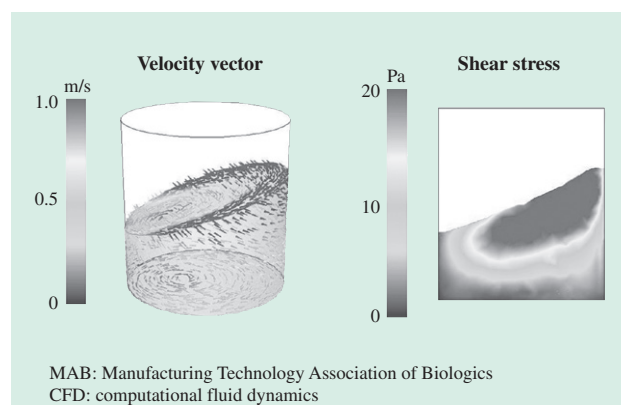 Velocity vector
m/s
1.0
0.5
0
Shear stress
Pa
20
10
0
MAB: Manufacturing Technology Association of Biologics
CFD: computational fluid dynamics